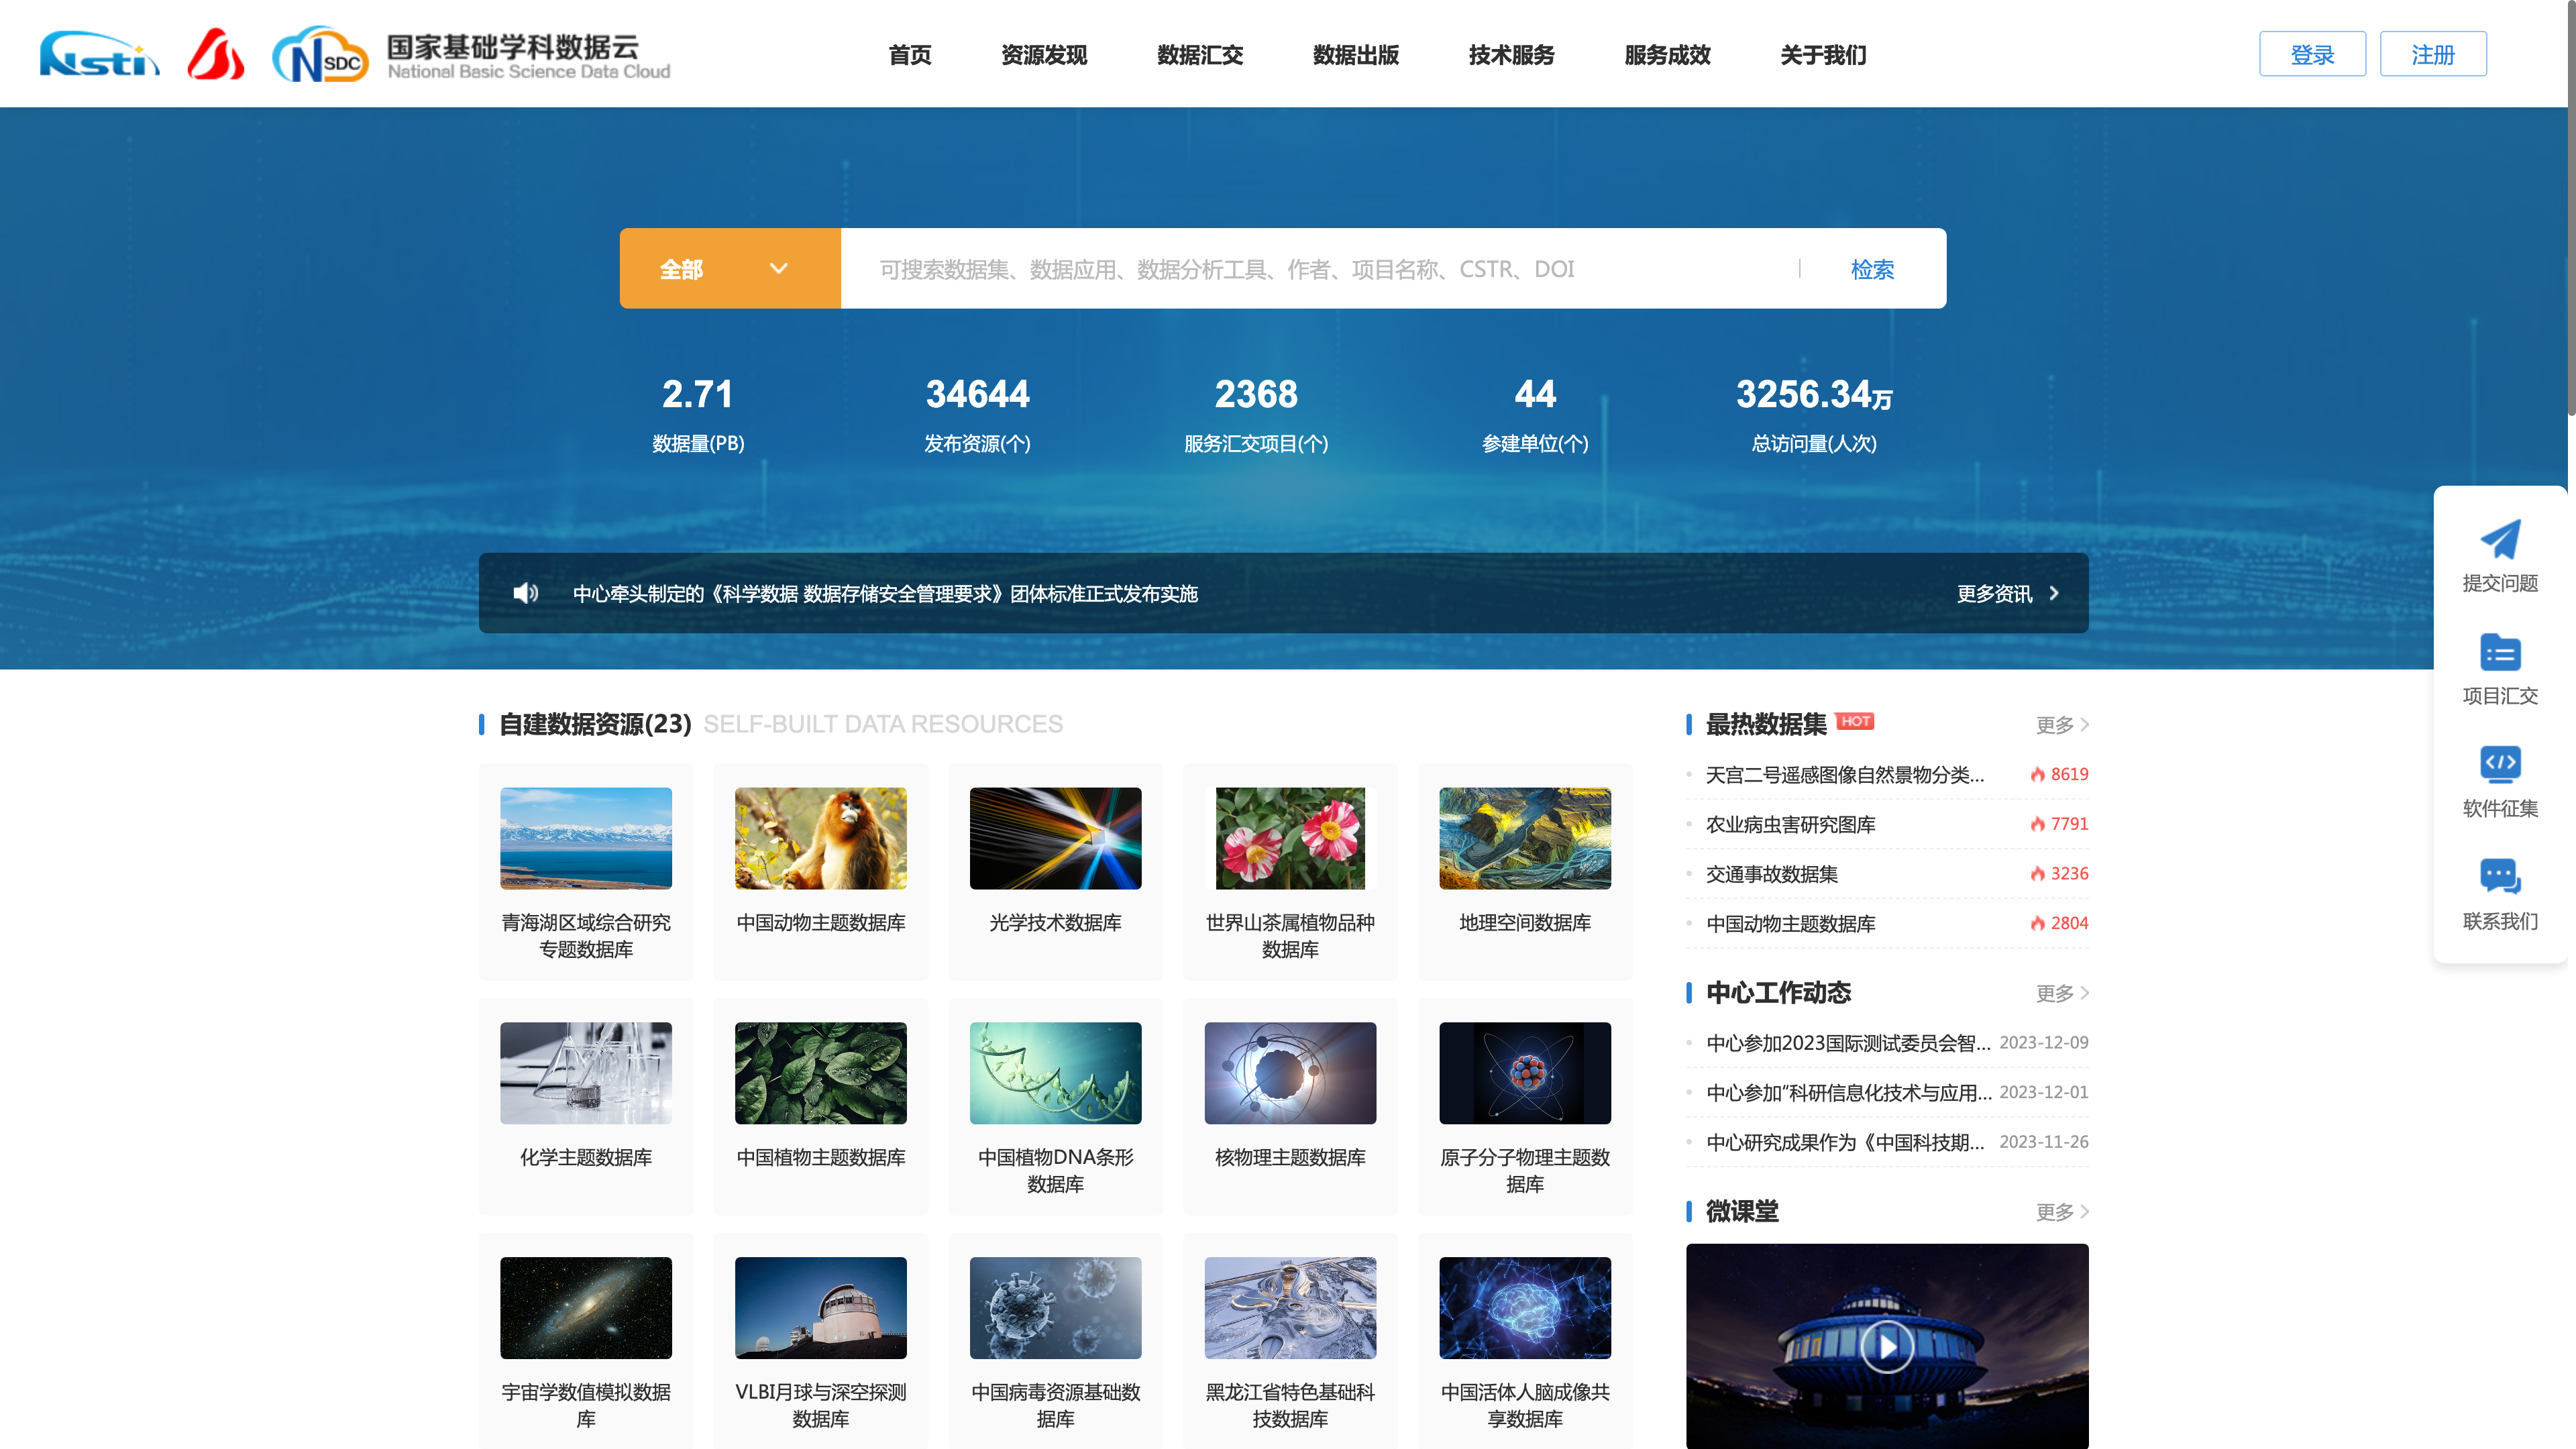 Nsti
NSDC
国家基础学科数据云
National Basic Science Data Cloud
首页
资源发现
数据汇交
数据出版
技术服务
服务成效
关于我们
登录
注册
全部
可搜索数据集、数据应用、数据分析工具、作者、项目名称、CSTR、DOI
检索
2.71
数据量(PB)
34644
发布资源(个)
2368
服务汇交项目(个)
44
参建单位(个)
3256.34万
总访问量(人次)
中心牵头制定的《科学数据 数据存储安全管理要求》团体标准正式发布实施
更多资讯
提交问题
项目汇交
软件征集
联系我们
自建数据资源(23) SELF-BUILT DATA RESOURCES
青海湖区域综合研究
专题数据库
中国动物主题数据库
光学技术数据库
世界山茶属植物品种
数据库
地理空间数据库
化学主题数据库
中国植物主题数据库
中国植物DNA条形
数据库
核物理主题数据库
原子分子物理主题数
据库
宇宙学数值模拟数据
库
VLBI月球与深空探测
数据库
中国病毒资源基础数
据库
黑龙江省特色基础科
技数据库
中国活体人脑成像共
享数据库
最热数据集 HOT
更多
天宫二号遥感图像自然景物分类... 8619
农业病虫害研究图库 7791
交通事故数据集 3236
中国动物主题数据库 2804
中心工作动态
更多
中心参加2023国际测试委员会智... 2023-12-09
中心参加“科研信息化技术与应用... 2023-12-01
中心研究成果作为《中国科技期... 2023-11-26
微课堂
更多